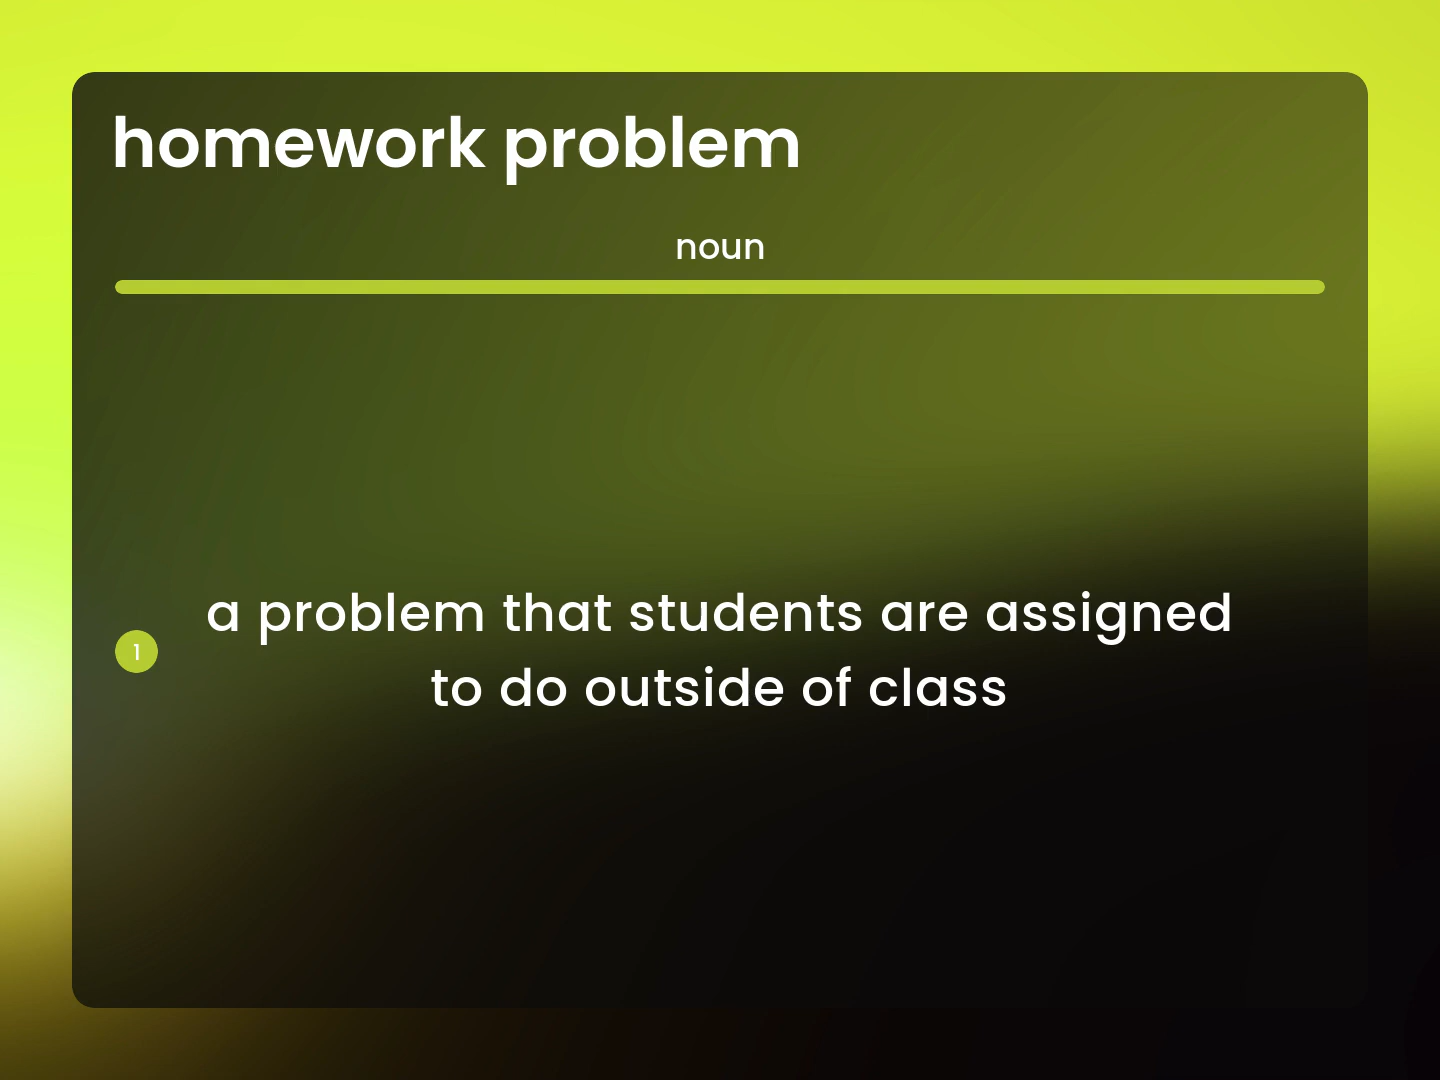 homework problem
noun
1
a problem that students are assigned
to do outside of class